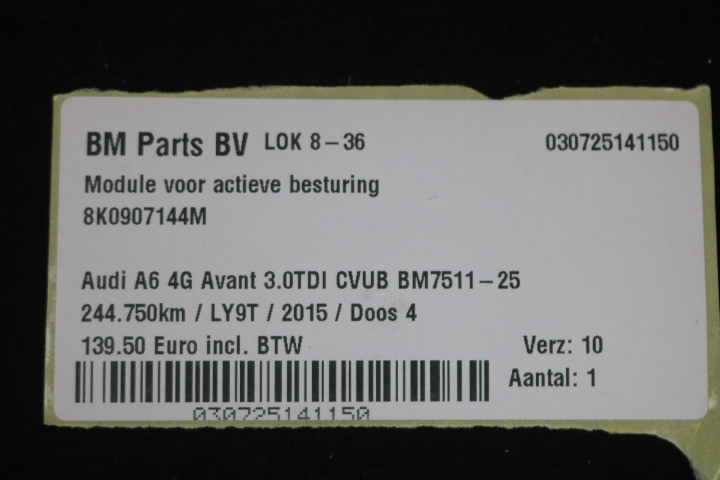 BM Parts BV LOK 8-36 030725141150
Module voor actieve besturing
8K0907144M
Audi A6 4G Avant 3.0TDI CVUB BM7511-25
244.750km / LY9T / 2015 / Doos 4
139.50 Euro incl. BTW Verz: 10
Aantal: 1
030725141150